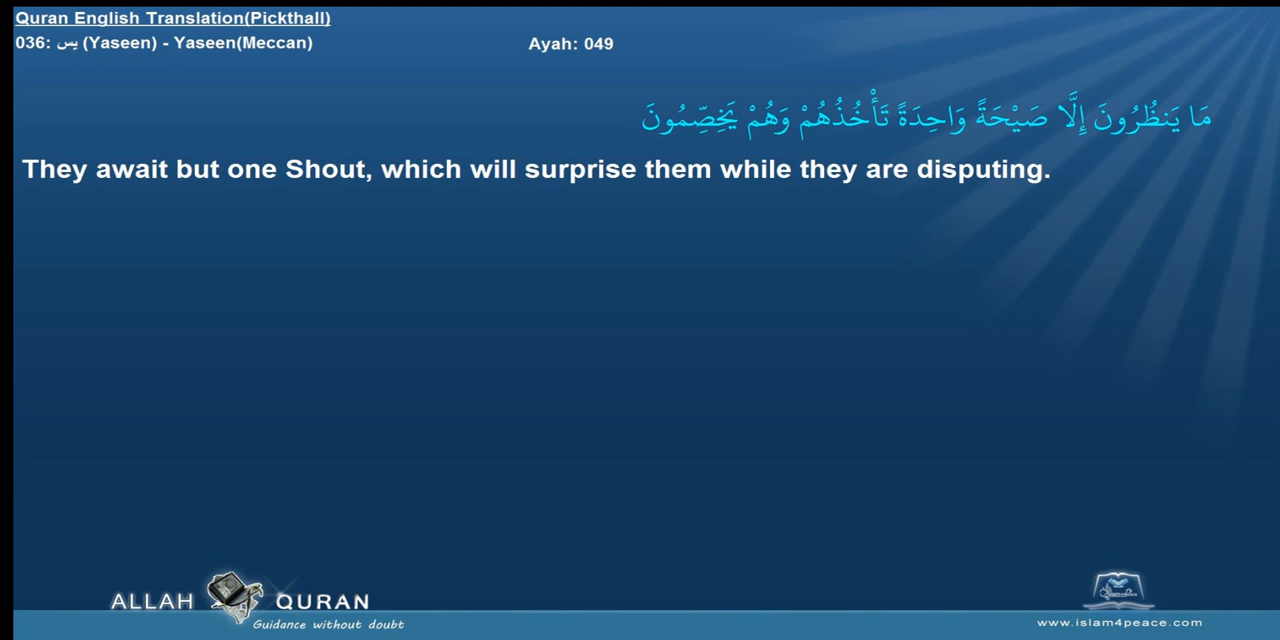 Quran English Translation(Pickthall)
036: يس (Yaseen) - Yaseen(Meccan) Ayah: 049
مَا يَنظُرُونَ إِلَّا صَيْحَةً وَاحِدَةً تَأْخُذُهُمْ وَهُمْ يَخِصِّمُونَ
They await but one Shout, which will surprise them while they are disputing.
ALLAH QURAN
Guidance without doubt
www.islam4peace.com